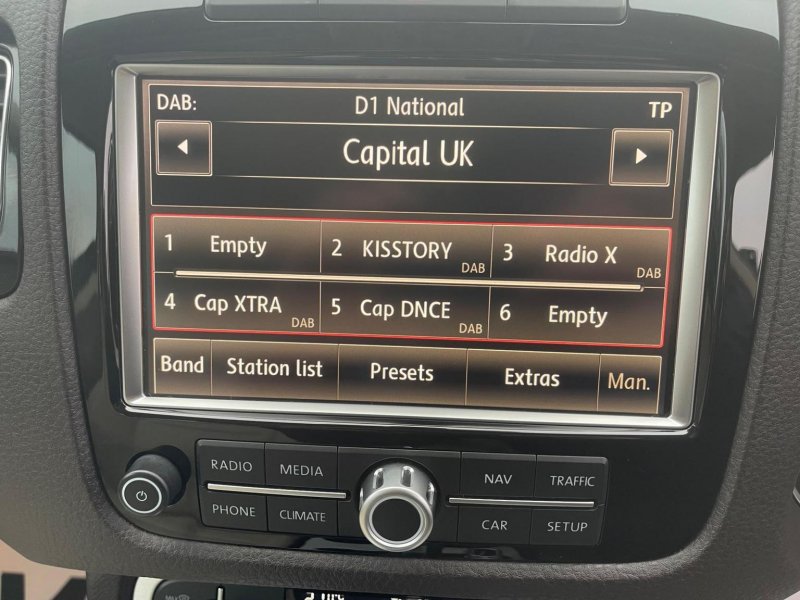 DAB: D1 National TP
Capital UK
1 Empty 2 KISSTORY DAB 3 Radio X DAB
4 Cap XTRA DAB 5 Cap DNCE DAB 6 Empty
Band Station list Presets Extras Man.
RADIO MEDIA NAV TRAFFIC
PHONE CLIMATE CAR SETUP